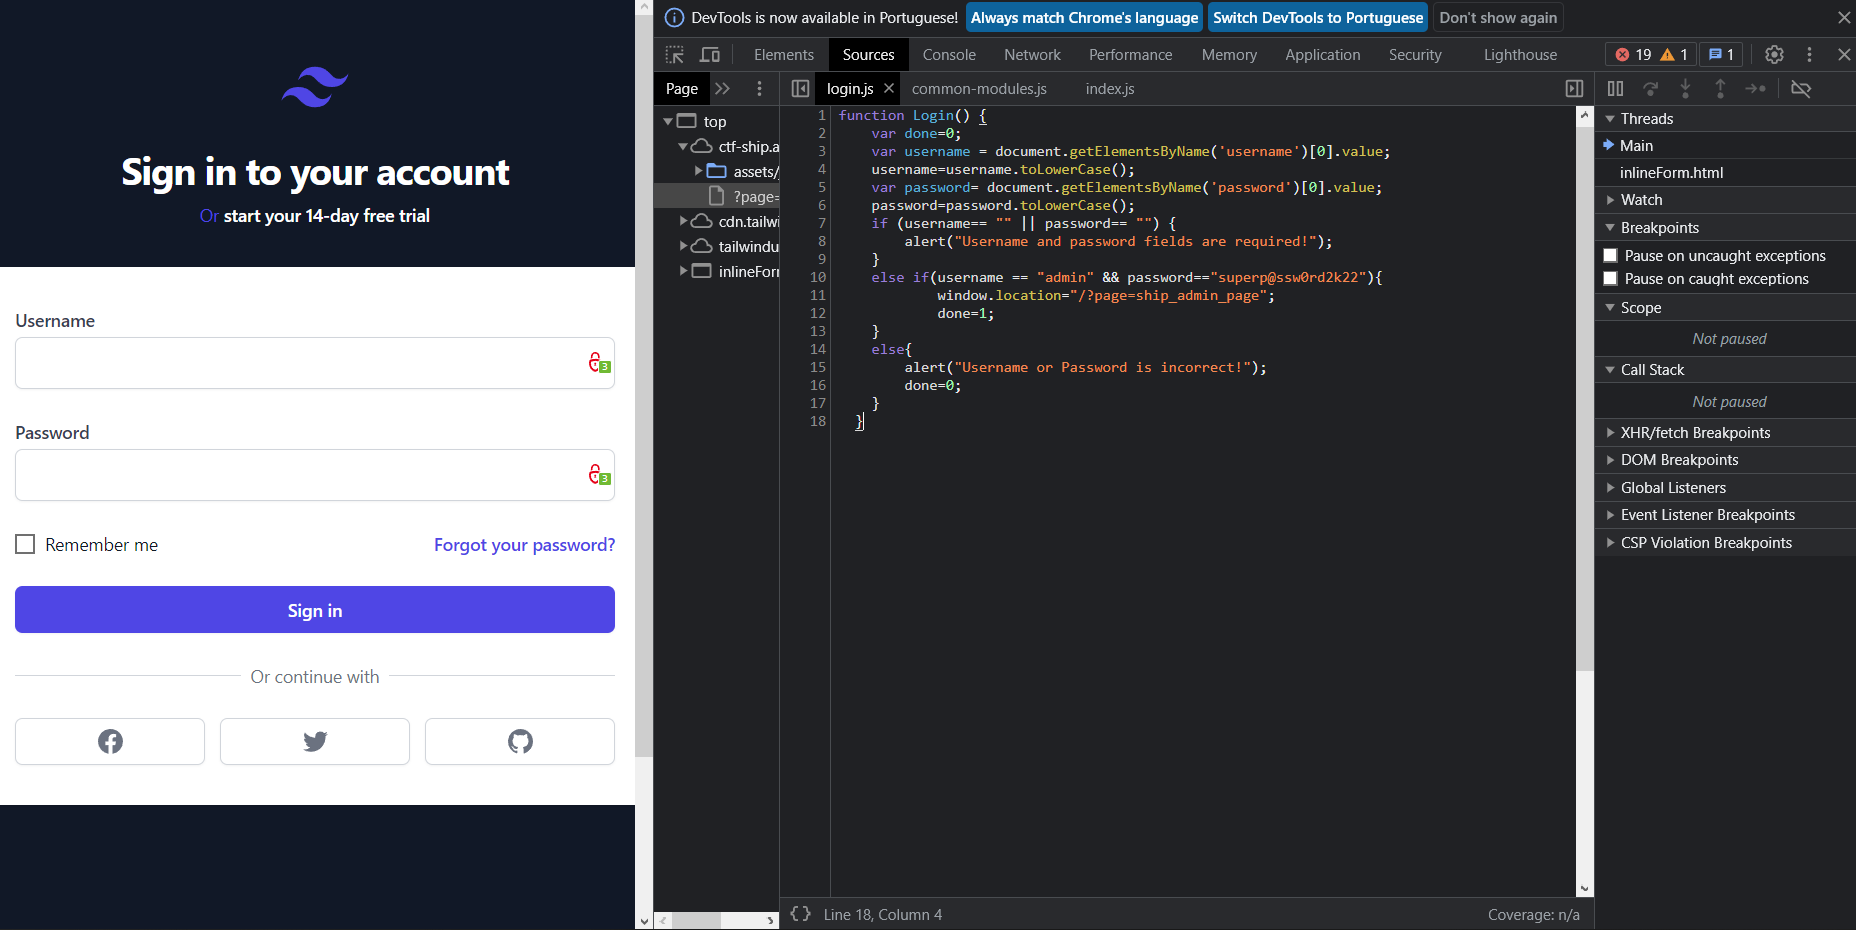 Sign in to your account
Or start your 14-day free trial
Username
3
Password
3
Remember me
Forgot your password?
Sign in
Or continue with
DevTools is now available in Portuguese!
Always match Chrome's language
Switch DevTools to Portuguese
Don't show again
Elements
Sources
Console
Network
Performance
Memory
Application
Security
Lighthouse
19
1
1
Page
top
ctf-ship.a
assets/
?page=
cdn.tailwi
tailwindu
inlineFor
login.js
common-modules.js
index.js
1 function Login() {
2 var done=0;
3 var username = document.getElementsByName('username')[0].value;
4 username=username.toLowerCase();
5 var password= document.getElementsByName('password')[0].value;
6 password=password.toLowerCase();
7 if (username== "" || password== "") {
8 alert("Username and password fields are required!");
9 }
10 else if(username == "admin" && password=="superp@ssw0rd2k22"){
11 window.location="/?page=ship_admin_page";
12 done=1;
13 }
14 else{
15 alert("Username or Password is incorrect!");
16 done=0;
17 }
18 }
{} Line 18, Column 4
Coverage: n/a
Threads
Main
inlineForm.html
Watch
Breakpoints
Pause on uncaught exceptions
Pause on caught exceptions
Scope
Not paused
Call Stack
Not paused
XHR/fetch Breakpoints
DOM Breakpoints
Global Listeners
Event Listener Breakpoints
CSP Violation Breakpoints